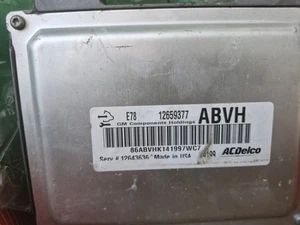 E78 12659377 ABVH
GM Components Holdings
86ABVHK141997WC7
Serv # 12643636 Made in USA ACDelco